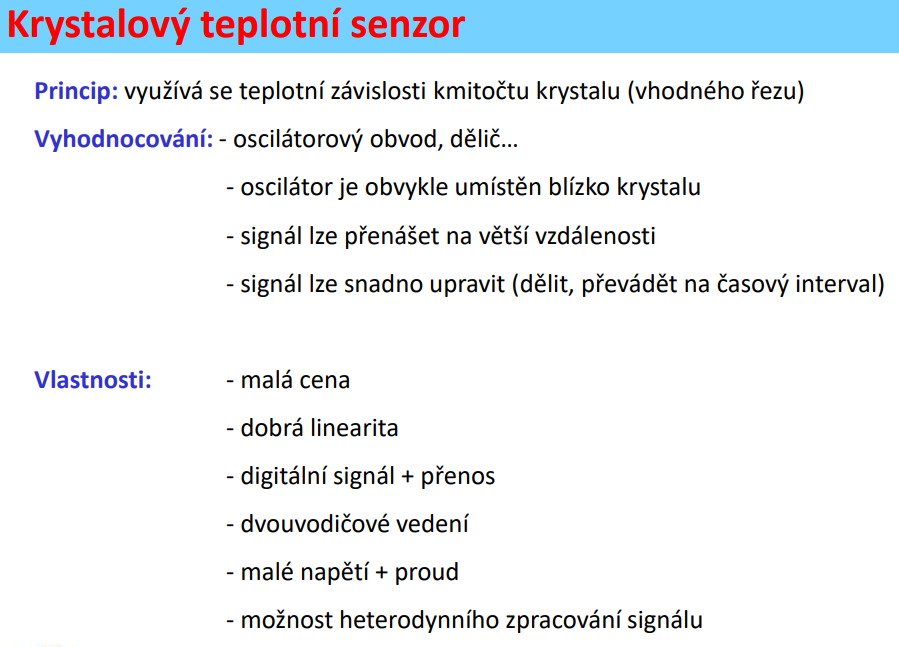 Krystalový teplotní senzor
Princip: využívá se teplotní závislosti kmitočtu krystalu (vhodného řezu)
Vyhodnocování: - oscilátorový obvod, dělič…
- oscilátor je obvykle umístěn blízko krystalu
- signál lze přenášet na větší vzdálenosti
- signál lze snadno upravit (dělit, převádět na časový interval)
Vlastnosti: - malá cena
- dobrá linearita
- digitální signál + přenos
- dvouvodičové vedení
- malé napětí + proud
- možnost heterodynního zpracování signálu